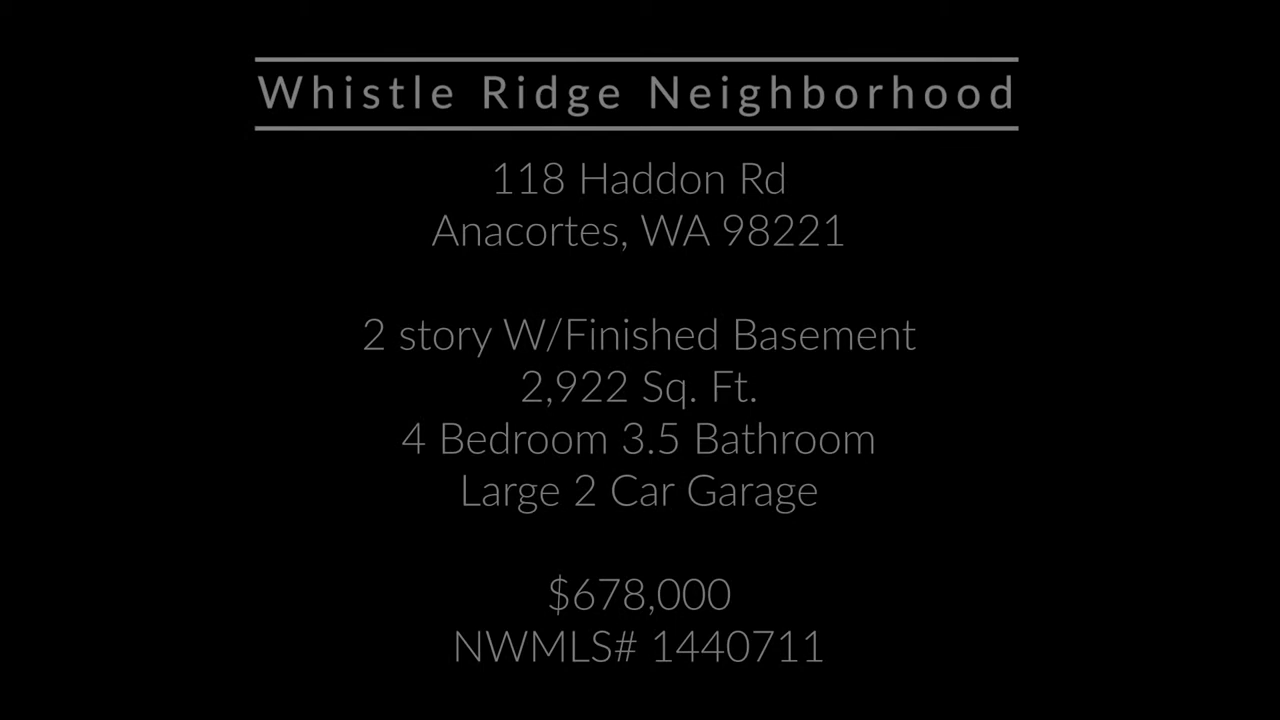 Whistle Ridge Neighborhood
118 Haddon Rd
Anacortes, WA 98221
2 story W/Finished Basement
2,922 Sq. Ft.
4 Bedroom 3.5 Bathroom
Large 2 Car Garage
$678,000
NWMLS# 1440711